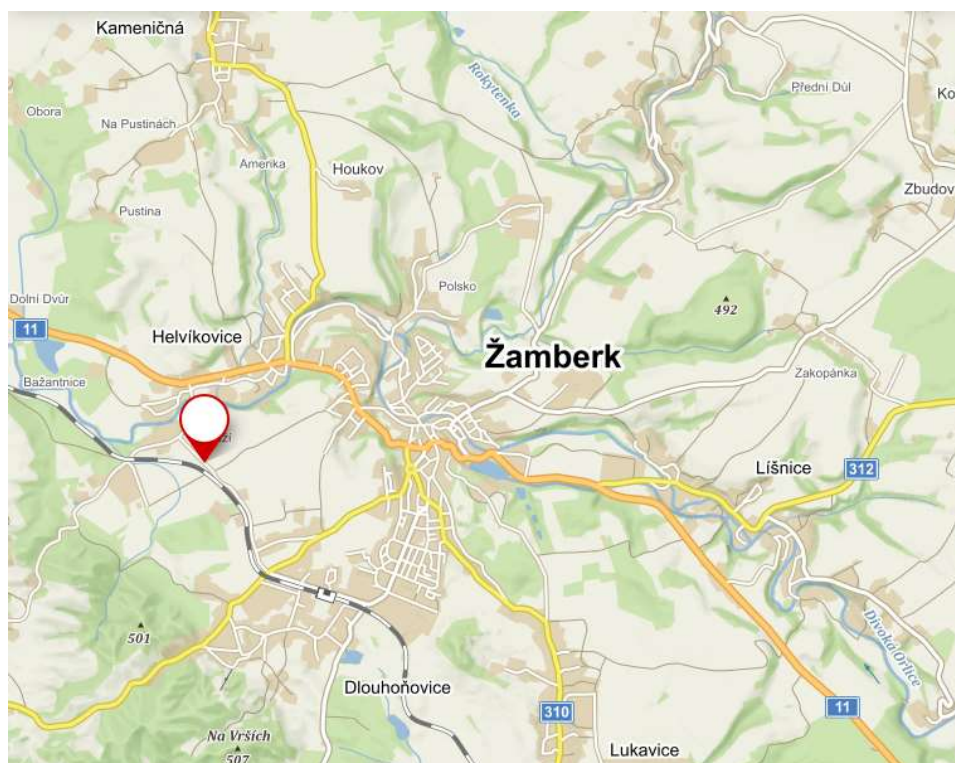 Kameničná
Rokytenka
Přední Důl
Obora
Na Pustinách
Amerika
Houkov
Zbudov
Pustina
Polsko
Dolní Dvůr
492
11
Helvíkovice
Žamberk
Bažantnice
Zakopánka
Líšnice
312
501
Divoká Orlice
Dlouhoňovice
310
11
Na Vrších
Lukavice
507